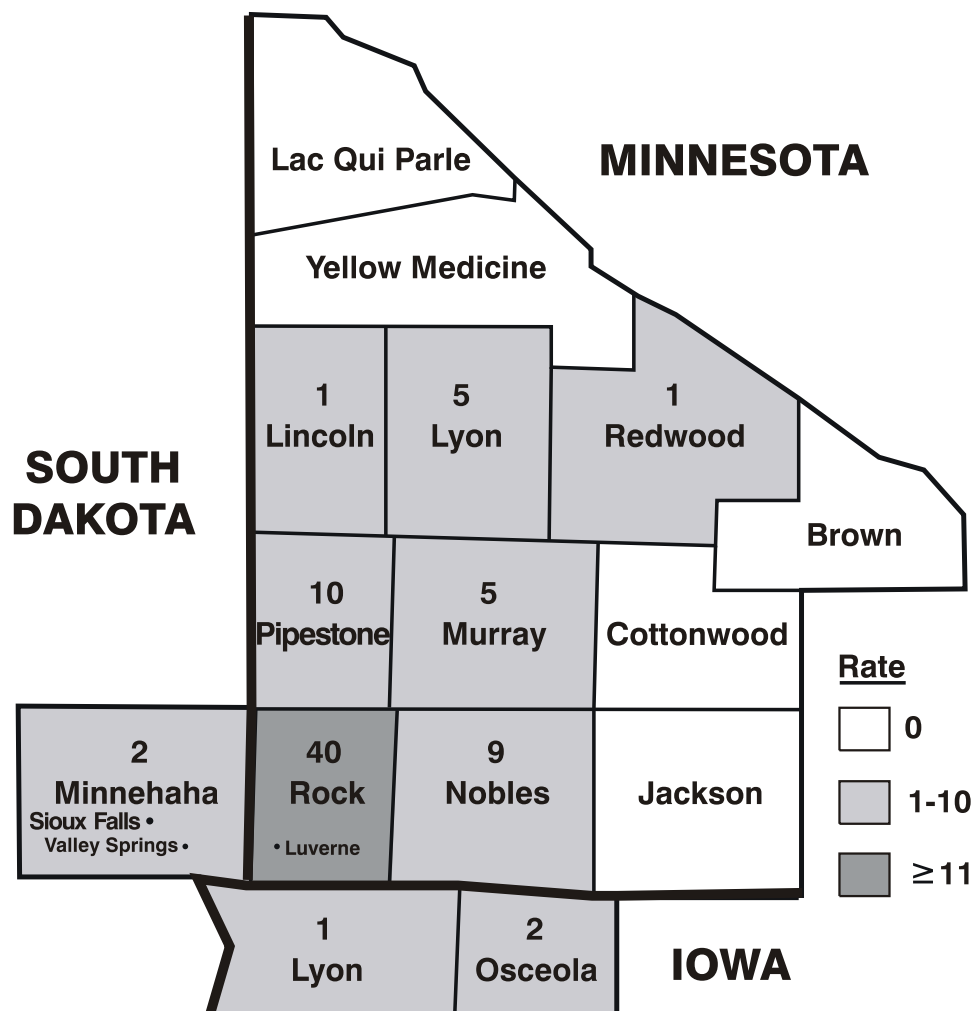 Lac Qui Parle
MINNESOTA
Yellow Medicine
1
Lincoln
5
Lyon
1
Redwood
SOUTH
DAKOTA
Brown
10
Pipestone
5
Murray
Cottonwood
Rate
0
1-10
≥11
2
Minnehaha
Sioux Falls •
Valley Springs •
40
Rock
• Luverne
9
Nobles
Jackson
1
Lyon
2
Osceola
IOWA